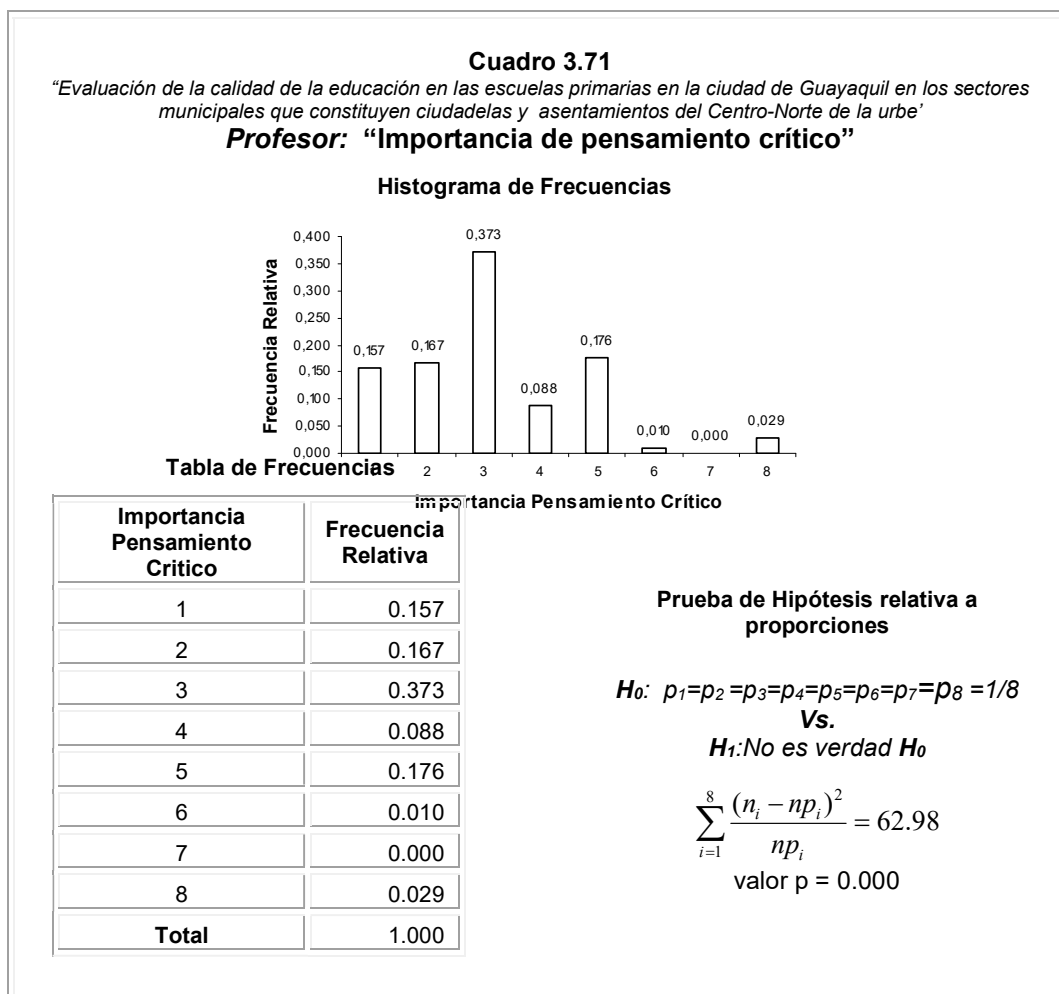 Cuadro 3.71
“Evaluación de la calidad de la educación en las escuelas primarias en la ciudad de Guayaquil en los sectores
municipales que constituyen ciudadelas y asentamientos del Centro-Norte de la urbe’
Profesor: “Importancia de pensamiento crítico”
Histograma de Frecuencias
Frecuencia Relativa
0,400
0,350
0,300
0,250
0,200
0,150
0,100
0,050
0,000
0,157
0,167
0,373
0,088
0,176
0,010
0,000
0,029
2 3 4 5 6 7 8
Importancia Pensamiento Crítico
Tabla de Frecuencias
Importancia
Pensamiento
Critico
Frecuencia
Relativa
1 0.157
2 0.167
3 0.373
4 0.088
5 0.176
6 0.010
7 0.000
8 0.029
Total 1.000
Prueba de Hipótesis relativa a
proporciones
H₀: p₁=p₂ =p₃=p₄=p₅=p₆=p₇=p₈ =1/8
Vs.
H₁:No es verdad H₀
∑_{i=1}^{8} (n_i − np_i)² / np_i = 62.98
valor p = 0.000